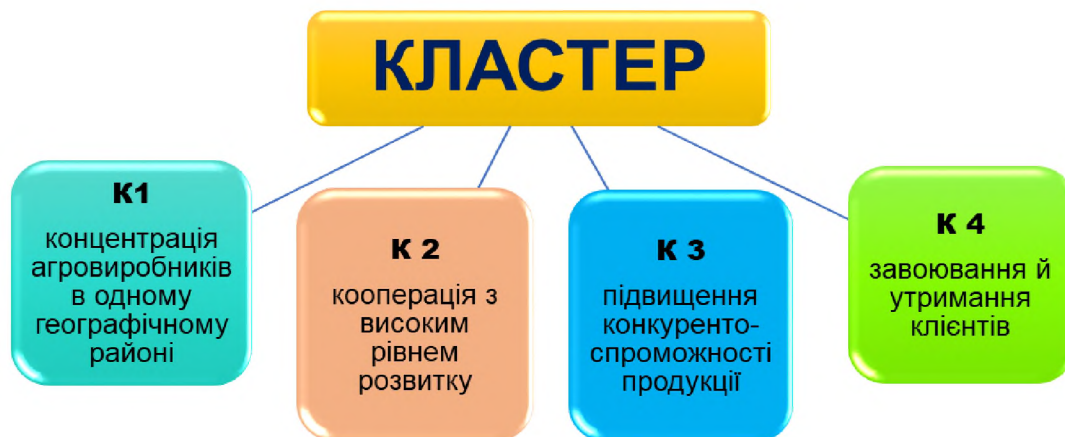 КЛАСТЕР
К1
концентрація
агровиробників
в одному
географічному
районі
К 2
кооперація з
високим
рівнем
розвитку
К 3
підвищення
конкуренто-
спроможності
продукції
К 4
завоювання й
утримання
клієнтів